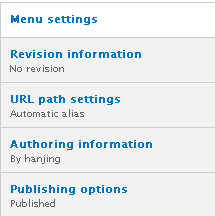 Menu settings
Revision information
No revision
URL path settings
Automatic alias
Authoring information
By hanjing
Publishing options
Published